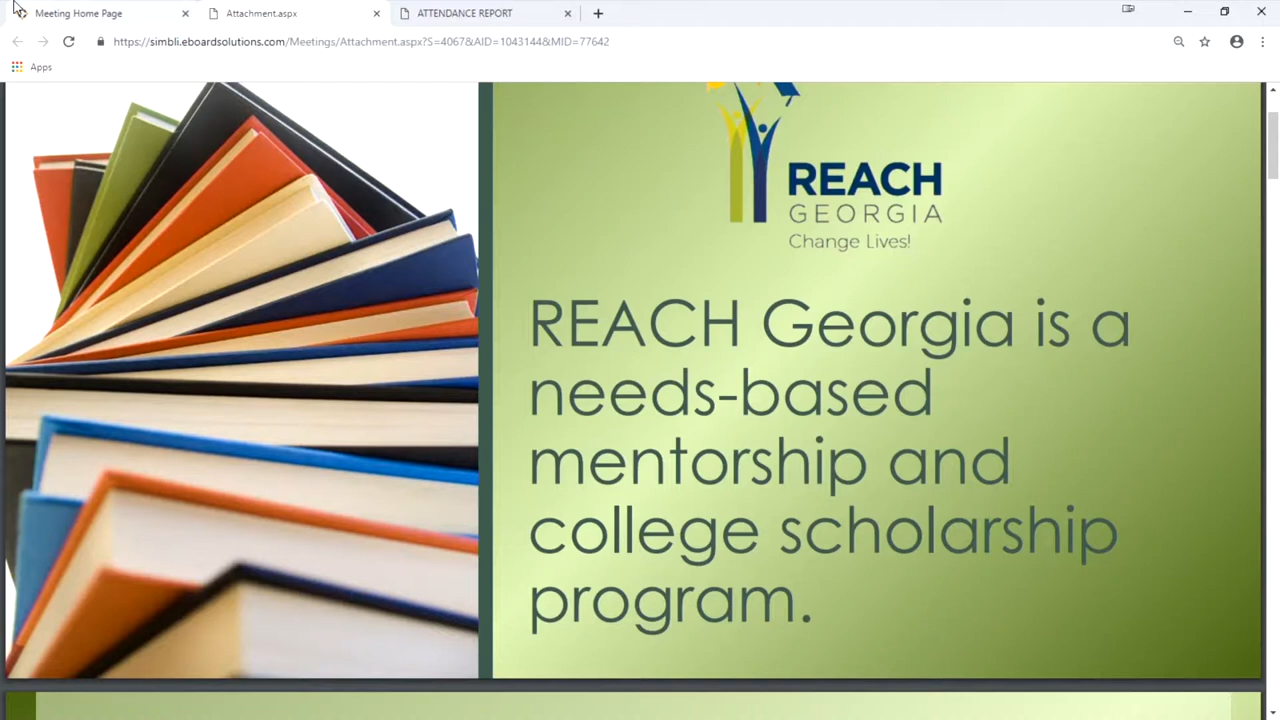 Meeting Home Page
Attachment.aspx
ATTENDANCE REPORT
https://simbli.eboardsolutions.com/Meetings/Attachment.aspx?S=4067&AID=1043144&MID=77642
Apps
REACH
GEORGIA
Change Lives!
REACH Georgia is a
needs-based
mentorship and
college scholarship
program.